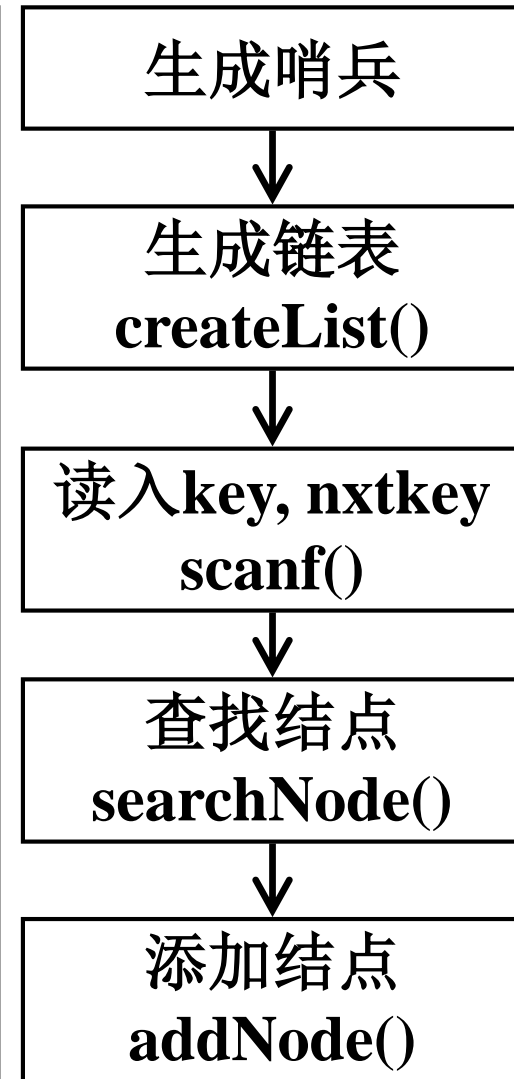 生成哨兵
生成链表
createList()
读入key, nxtkey
scanf()
查找结点
searchNode()
添加结点
addNode()